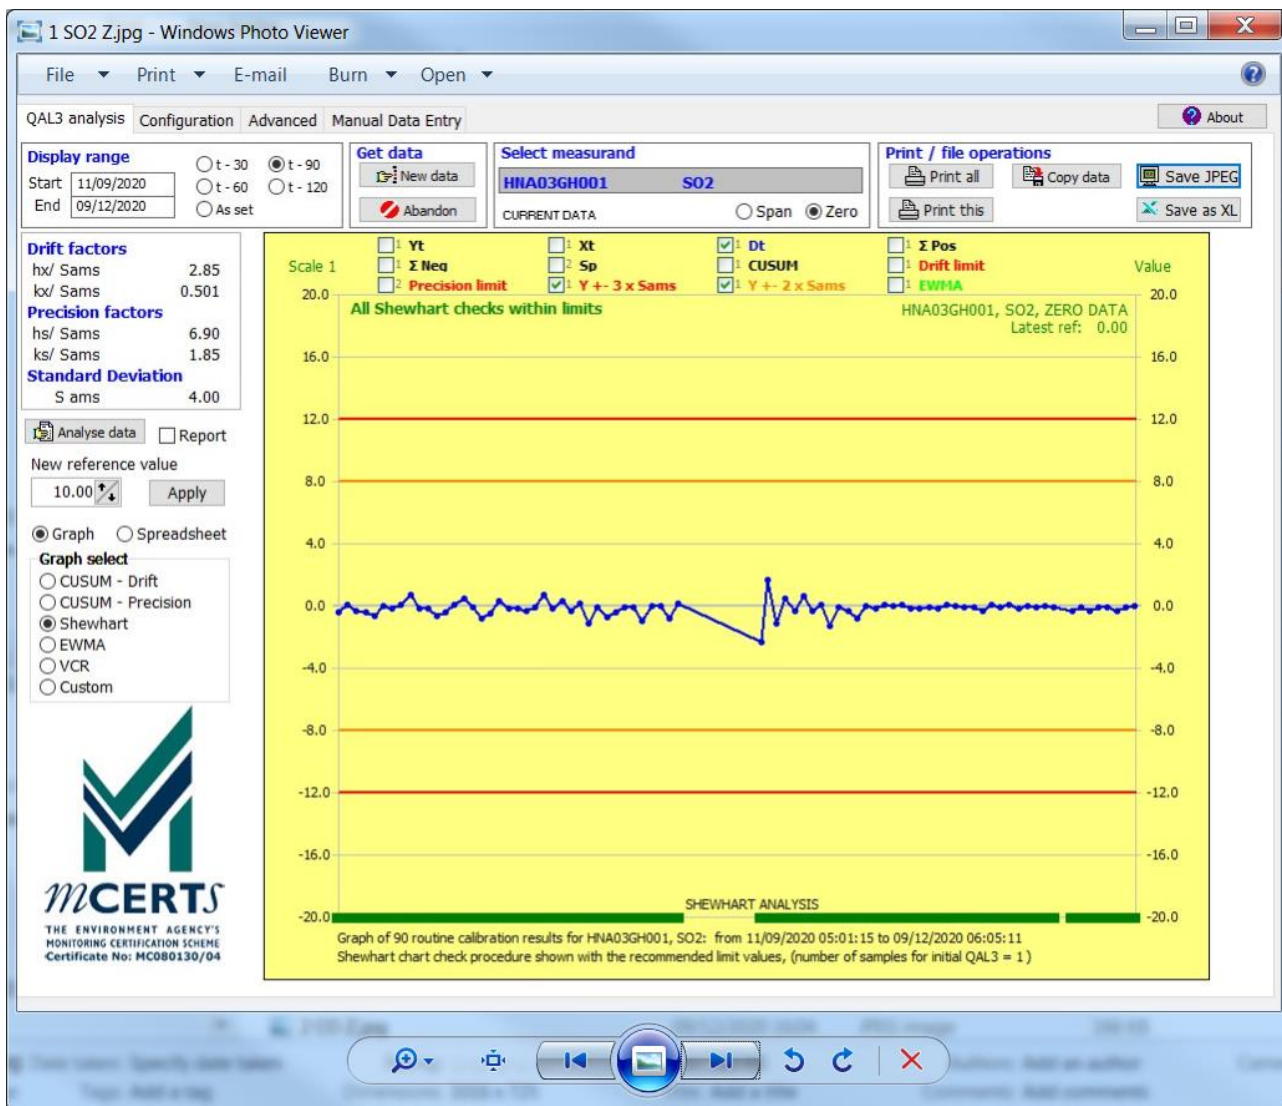 1 SO2 Z.jpg - Windows Photo Viewer
File Print E-mail Burn Open
QAL3 analysis Configuration Advanced Manual Data Entry About
Display range
t - 30 t - 90
Start 11/09/2020 t - 60 t - 120
End 09/12/2020 As set
Get data
New data
Abandon
Select measurand
HNA03GH001 SO2
CURRENT DATA Span Zero
Print / file operations
Print all Copy data Save JPEG
Print this Save as XL
Drift factors
hx/ Sams 2.85
kx/ Sams 0.501
Precision factors
hs/ Sams 6.90
ks/ Sams 1.85
Standard Deviation
S ams 4.00
Analyse data Report
New reference value
10.00 Apply
Graph Spreadsheet
Graph select
CUSUM - Drift
CUSUM - Precision
Shewhart
EWMA
VCR
Custom
mCERTS
THE ENVIRONMENT AGENCY'S
MONITORING CERTIFICATION SCHEME
Certificate No: MC080130/04
1 Yt 1 Xt 1 Dt 1 Σ Pos
Scale 1 1 Σ Neg 2 Sp 1 CUSUM 1 Drift limit Value
2 Precision limit 1 Y +- 3 x Sams 1 Y +- 2 x Sams 1 EWMA
20.0 20.0
All Shewhart checks within limits HNA03GH001, SO2, ZERO DATA
Latest ref: 0.00
16.0 16.0
12.0 12.0
8.0 8.0
4.0 4.0
0.0 0.0
-4.0 -4.0
-8.0 -8.0
-12.0 -12.0
-16.0 -16.0
SHEWHART ANALYSIS
-20.0 -20.0
Graph of 90 routine calibration results for HNA03GH001, SO2: from 11/09/2020 05:01:15 to 09/12/2020 06:05:11
Shewhart chart check procedure shown with the recommended limit values, (number of samples for initial QAL3 = 1 )